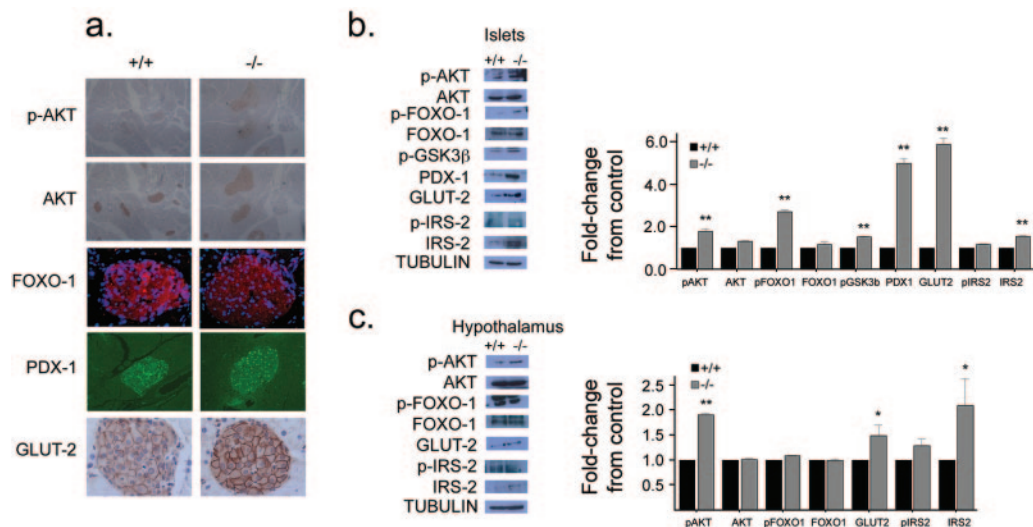 a.
+/+ -/-
p-AKT
AKT
FOXO-1
PDX-1
GLUT-2
b.
Islets
+/+ -/-
p-AKT
AKT
p-FOXO-1
FOXO-1
p-GSK3β
PDX-1
GLUT-2
p-IRS-2
IRS-2
TUBULIN
Fold-change
from control
6.0
4.0
2.0
0.0
+/+
-/-
** ** ** ** ** **
pAKT AKT pFOXO1 FOXO1 pGSK3b PDX1 GLUT2 pIRS2 IRS2
c.
Hypothalamus
+/+ -/-
p-AKT
AKT
p-FOXO-1
FOXO-1
GLUT-2
p-IRS-2
IRS-2
TUBULIN
Fold-change
from control
2.5
2.0
1.5
1.0
0.5
+/+
-/-
** * *
pAKT AKT pFOXO1 FOXO1 GLUT2 pIRS2 IRS2